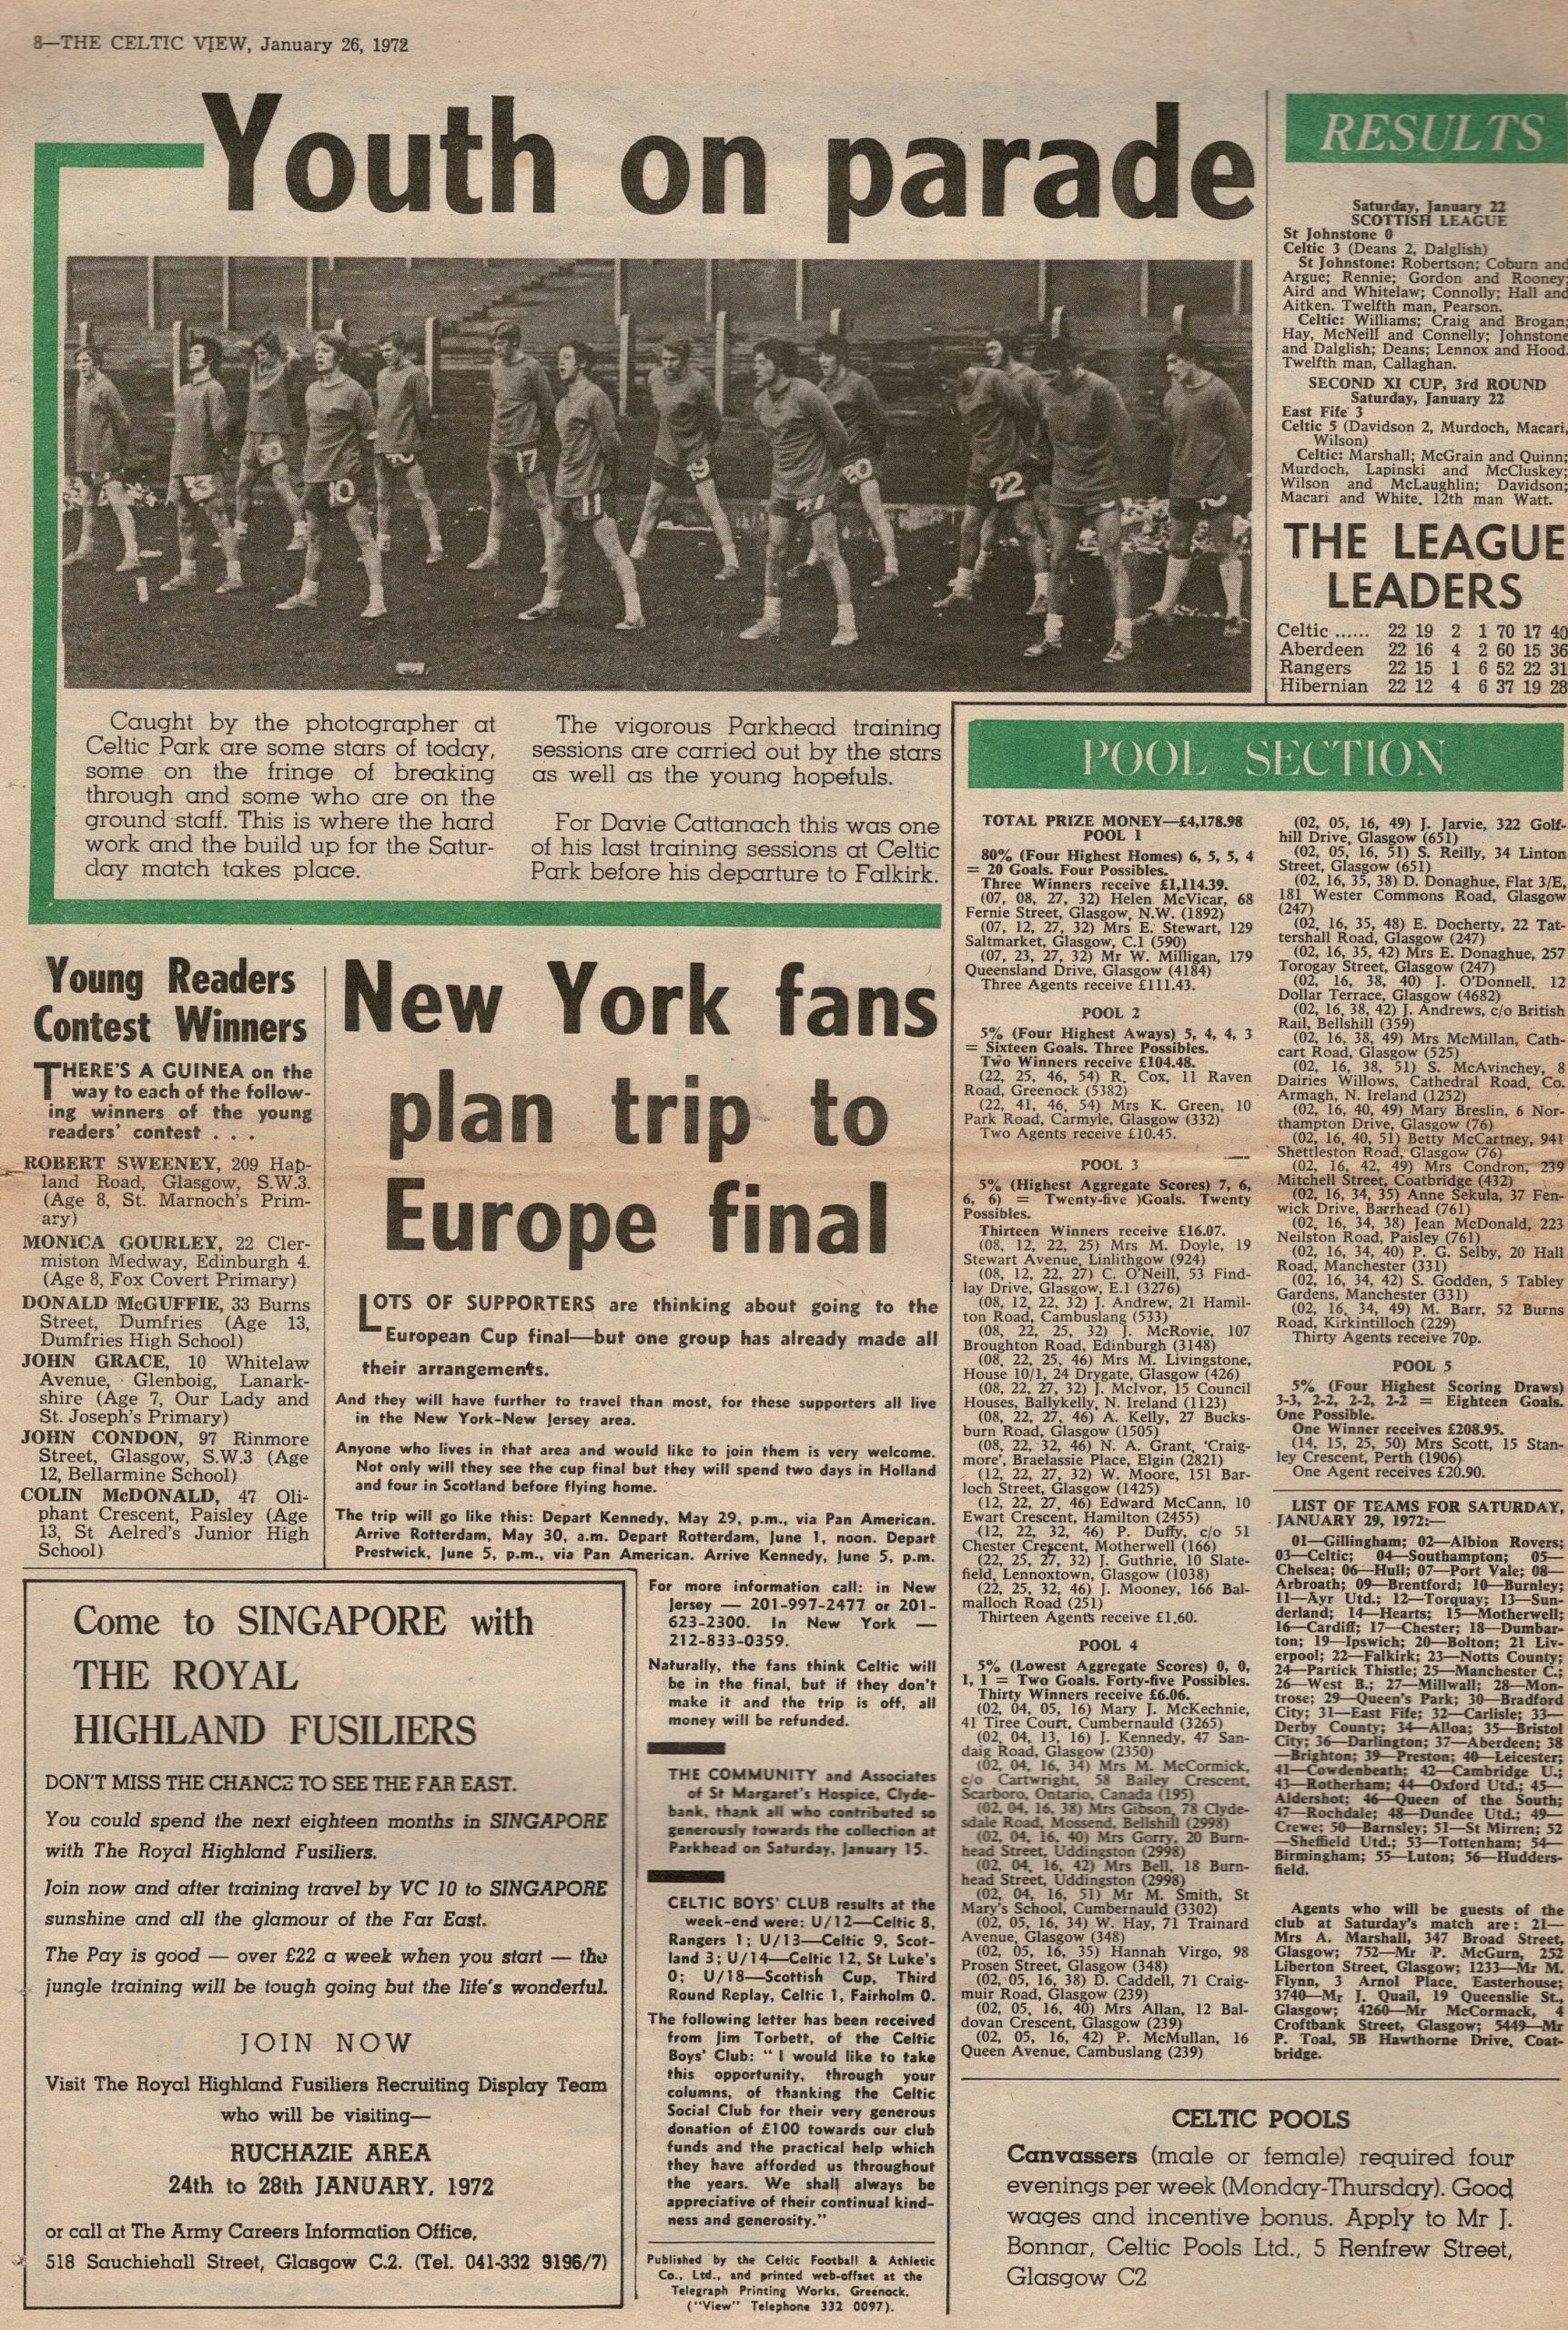 8—THE CELTIC VIEW, January 26, 1972
Youth on parade
30
10
17
11
19
20
22
Caught by the photographer at
Celtic Park are some stars of today,
some on the fringe of breaking
through and some who are on the
ground staff. This is where the hard
work and the build up for the Satur-
day match takes place.
The vigorous Parkhead training
sessions are carried out by the stars
as well as the young hopefuls.
For Davie Cattanach this was one
of his last training sessions at Celtic
Park before his departure to Falkirk.
RESULTS
Saturday, January 22
SCOTTISH LEAGUE
St Johnstone 0
Celtic 3 (Deans 2, Dalglish)
St Johnstone: Robertson; Coburn and
Argue; Rennie; Gordon and Rooney;
Aird and Whitelaw; Connolly; Hall and
Aitken. Twelfth man, Pearson.
Celtic: Williams; Craig and Brogan;
Hay, McNeill and Connelly; Johnstone
and Dalglish; Deans; Lennox and Hood.
Twelfth man, Callaghan.
SECOND XI CUP, 3rd ROUND
Saturday, January 22
East Fife 3
Celtic 5 (Davidson 2, Murdoch, Macari,
Wilson)
Celtic: Marshall; McGrain and Quinn;
Murdoch, Lapinski and McCluskey;
Wilson and McLaughlin; Davidson;
Macari and White. 12th man Watt.
THE LEAGUE
LEADERS
Celtic ...... 22 19 2 1 70 17 40
Aberdeen 22 16 4 2 60 15 36
Rangers 22 15 1 6 52 22 31
Hibernian 22 12 4 6 37 19 28
Young Readers
Contest Winners
THERE'S A GUINEA on the
way to each of the follow-
ing winners of the young
readers' contest . . .
ROBERT SWEENEY, 209 Hap-
land Road, Glasgow, S.W.3.
(Age 8, St. Marnoch's Prim-
ary)
MONICA GOURLEY, 22 Cler-
miston Medway, Edinburgh 4.
(Age 8, Fox Covert Primary)
DONALD McGUFFIE, 33 Burns
Street, Dumfries (Age 13,
Dumfries High School)
JOHN GRACE, 10 Whitelaw
Avenue, Glenboig, Lanark-
shire (Age 7, Our Lady and
St. Joseph's Primary)
JOHN CONDON, 97 Rinmore
Street, Glasgow, S.W.3 (Age
12, Bellarmine School)
COLIN McDONALD, 47 Oli-
phant Crescent, Paisley (Age
13, St Aelred's Junior High
School)
New York fans
plan trip to
Europe final
LOTS OF SUPPORTERS are thinking about going to the
European Cup final—but one group has already made all
their arrangements.
And they will have further to travel than most, for these supporters all live
in the New York-New Jersey area.
Anyone who lives in that area and would like to join them is very welcome.
Not only will they see the cup final but they will spend two days in Holland
and four in Scotland before flying home.
The trip will go like this: Depart Kennedy, May 29, p.m., via Pan American.
Arrive Rotterdam, May 30, a.m. Depart Rotterdam, June 1, noon. Depart
Prestwick, June 5, p.m., via Pan American. Arrive Kennedy, June 5, p.m.
For more information call: in New
Jersey — 201-997-2477 or 201-
623-2300. In New York —
212-833-0359.
Naturally, the fans think Celtic will
be in the final, but if they don't
make it and the trip is off, all
money will be refunded.
THE COMMUNITY and Associates
of St Margaret's Hospice, Clyde-
bank, thank all who contributed so
generously towards the collection at
Parkhead on Saturday, January 15.
CELTIC BOYS' CLUB results at the
week-end were: U/12—Celtic 8,
Rangers 1; U/13—Celtic 9, Scot-
land 3; U/14—Celtic 12, St Luke's
0; U/18—Scottish Cup, Third
Round Replay, Celtic 1, Fairholm 0.
The following letter has been received
from Jim Torbett, of the Celtic
Boys' Club: "I would like to take
this opportunity, through your
columns, of thanking the Celtic
Social Club for their very generous
donation of £100 towards our club
funds and the practical help which
they have afforded us throughout
the years. We shall always be
appreciative of their continual kind-
ness and generosity."
Published by the Celtic Football & Athletic
Co., Ltd., and printed web-offset at the
Telegraph Printing Works, Greenock.
("View" Telephone 332 0097).
Come to SINGAPORE with
THE ROYAL
HIGHLAND FUSILIERS
DON'T MISS THE CHANCE TO SEE THE FAR EAST.
You could spend the next eighteen months in SINGAPORE
with The Royal Highland Fusiliers.
Join now and after training travel by VC 10 to SINGAPORE
sunshine and all the glamour of the Far East.
The Pay is good — over £22 a week when you start — the
jungle training will be tough going but the life's wonderful.
JOIN NOW
Visit The Royal Highland Fusiliers Recruiting Display Team
who will be visiting—
RUCHAZIE AREA
24th to 28th JANUARY, 1972
or call at The Army Careers Information Office,
518 Sauchiehall Street, Glasgow C.2. (Tel. 041-332 9196/7)
POOL SECTION
TOTAL PRIZE MONEY—£4,178.98
POOL 1
80% (Four Highest Homes) 6, 5, 5, 4
= 20 Goals. Four Possibles.
Three Winners receive £1,114.39.
(07, 08, 27, 32) Helen McVicar, 68
Fernie Street, Glasgow, N.W. (1892)
(07, 12, 27, 32) Mrs E. Stewart, 129
Saltmarket, Glasgow, C.1 (590)
(07, 23, 27, 32) Mr W. Milligan, 179
Queensland Drive, Glasgow (4184)
Three Agents receive £111.43.
POOL 2
5% (Four Highest Aways) 5, 4, 4, 3
= Sixteen Goals. Three Possibles.
Two Winners receive £104.48.
(22, 25, 46, 54) R. Cox, 11 Raven
Road, Greenock (5382)
(22, 41, 46, 54) Mrs K. Green, 10
Park Road, Carmyle, Glasgow (332)
Two Agents receive £10.45.
POOL 3
5% (Highest Aggregate Scores) 7, 6,
6, 6) = Twenty-five )Goals. Twenty
Possibles.
Thirteen Winners receive £16.07.
(08, 12, 22, 25) Mrs M. Doyle, 19
Stewart Avenue, Linlithgow (924)
(08, 12, 22, 27) C. O'Neill, 53 Find-
lay Drive, Glasgow, E.1 (3276)
(08, 12, 22, 32) J. Andrew, 21 Hamil-
ton Road, Cambuslang (533)
(08, 22, 25, 32) J. McRovie, 107
Broughton Road, Edinburgh (3148)
(08, 22, 25, 46) Mrs M. Livingstone,
House 10/1, 24 Drygate, Glasgow (426)
(08, 22, 27, 32) J. McIvor, 15 Council
Houses, Ballykelly, N. Ireland (1123)
(08, 22, 27, 46) A. Kelly, 27 Bucks-
burn Road, Glasgow (1505)
(08, 22, 32, 46) N. A. Grant, 'Craig-
more', Braelassie Place, Elgin (2821)
(12, 22, 27, 32) W. Moore, 151 Bar-
loch Street, Glasgow (1425)
(12, 22, 27, 46) Edward McCann, 10
Ewart Crescent, Hamilton (2455)
(12, 22, 32, 46) P. Duffy, c/o 51
Chester Crescent, Motherwell (166)
(22, 25, 27, 32) J. Guthrie, 10 Slate-
field, Lennoxtown, Glasgow (1038)
(22, 25, 32, 46) J. Mooney, 166 Bal-
malloch Road (251)
Thirteen Agents receive £1.60.
POOL 4
5% (Lowest Aggregate Scores) 0, 0,
1, 1 = Two Goals. Forty-five Possibles.
Thirty Winners receive £6.06.
(02, 04, 05, 16) Mary J. McKechnie,
41 Tiree Court, Cumbernauld (3265)
(02, 04, 13, 16) J. Kennedy, 47 San-
daig Road, Glasgow (2350)
(02, 04, 16, 34) Mrs M. McCormick,
c/o Cartwright, 58 Bailey Crescent,
Scarboro, Ontario, Canada (195)
(02, 04, 16, 38) Mrs Gibson, 78 Clyde-
sdale Road, Mossend, Bellshill (2998)
(02, 04, 16, 40) Mrs Gorry, 20 Burn-
head Street, Uddingston (2998)
(02, 04, 16, 42) Mrs Bell, 18 Burn-
head Street, Uddingston (2998)
(02, 04, 16, 51) Mr M. Smith, St
Mary's School, Cumbernauld (3302)
(02, 05, 16, 34) W. Hay, 71 Trainard
Avenue, Glasgow (348)
(02, 05, 16, 35) Hannah Virgo, 98
Prosen Street, Glasgow (348)
(02, 05, 16, 38) D. Caddell, 71 Craig-
muir Road, Glasgow (239)
(02, 05, 16, 40) Mrs Allan, 12 Bal-
dovan Crescent, Glasgow (239)
(02, 05, 16, 42) P. McMullan, 16
Queen Avenue, Cambuslang (239)
(02, 05, 16, 49) J. Jarvie, 322 Golf-
hill Drive, Glasgow (651)
(02, 05, 16, 51) S. Reilly, 34 Linton
Street, Glasgow (651)
(02, 16, 35, 38) D. Donaghue, Flat 3/E,
181 Wester Commons Road, Glasgow
(247)
(02, 16, 35, 48) E. Docherty, 22 Tat-
tershall Road, Glasgow (247)
(02, 16, 35, 42) Mrs E. Donaghue, 257
Torogay Street, Glasgow (247)
(02, 16, 38, 40) J. O'Donnell, 12
Dollar Terrace, Glasgow (4682)
(02, 16, 38, 42) J. Andrews, c/o British
Rail, Bellshill (359)
(02, 16, 38, 49) Mrs McMillan, Cath-
cart Road, Glasgow (525)
(02, 16, 38, 51) S. McAvinchey, 8
Dairies Willows, Cathedral Road, Co.
Armagh, N. Ireland (1252)
(02, 16, 40, 49) Mary Breslin, 6 Nor-
thampton Drive, Glasgow (76)
(02, 16, 40, 51) Betty McCartney, 941
Shettleston Road, Glasgow (76)
(02, 16, 42, 49) Mrs Condron, 239
Mitchell Street, Coatbridge (432)
(02, 16, 34, 35) Anne Sekula, 37 Fen-
wick Drive, Barrhead (761)
(02, 16, 34, 38) Jean McDonald, 223
Neilston Road, Paisley (761)
(02, 16, 34, 40) P. G. Selby, 20 Hall
Road, Manchester (331)
(02, 16, 34, 42) S. Godden, 5 Tabley
Gardens, Manchester (331)
(02, 16, 34, 49) M. Barr, 52 Burns
Road, Kirkintilloch (229)
Thirty Agents receive 70p.
POOL 5
5% (Four Highest Scoring Draws)
3-3, 2-2, 2-2, 2-2 = Eighteen Goals.
One Possible.
One Winner receives £208.95.
(14, 15, 25, 50) Mrs Scott, 15 Stan-
ley Crescent, Perth (1906)
One Agent receives £20.90.
LIST OF TEAMS FOR SATURDAY,
JANUARY 29, 1972:—
01—Gillingham; 02—Albion Rovers;
03—Celtic; 04—Southampton; 05—
Chelsea; 06—Hull; 07—Port Vale; 08—
Arbroath; 09—Brentford; 10—Burnley;
11—Ayr Utd.; 12—Torquay; 13—Sun-
derland; 14—Hearts; 15—Motherwell;
16—Cardiff; 17—Chester; 18—Dumbar-
ton; 19—Ipswich; 20—Bolton; 21 Liv-
erpool; 22—Falkirk; 23—Notts County;
24—Partick Thistle; 25—Manchester C.;
26—West B.; 27—Millwall; 28—Mon-
trose; 29—Queen's Park; 30—Bradford
City; 31—East Fife; 32—Carlisle; 33—
Derby County; 34—Alloa; 35—Bristol
City; 36—Darlington; 37—Aberdeen; 38
—Brighton; 39—Preston; 40—Leicester;
41—Cowdenbeath; 42—Cambridge U.;
43—Rotherham; 44—Oxford Utd.; 45—
Aldershot; 46—Queen of the South;
47—Rochdale; 48—Dundee Utd.; 49—
Crewe; 50—Barnsley; 51—St Mirren; 52
—Sheffield Utd.; 53—Tottenham; 54—
Birmingham; 55—Luton; 56—Hudders-
field.
Agents who will be guests of the
club at Saturday's match are: 21—
Mrs A. Marshall, 347 Broad Street,
Glasgow; 752—Mr P. McGurn, 252
Liberton Street, Glasgow; 1233—Mr M.
Flynn, 3 Arnol Place, Easterhouse;
3740—Mr J. Quail, 19 Queenslie St.,
Glasgow; 4260—Mr McCormack, 4
Croftbank Street, Glasgow; 5449—Mr
P. Toal, 5B Hawthorne Drive, Coat-
bridge.
CELTIC POOLS
Canvassers (male or female) required four
evenings per week (Monday-Thursday). Good
wages and incentive bonus. Apply to Mr J.
Bonnar, Celtic Pools Ltd., 5 Renfrew Street,
Glasgow C2